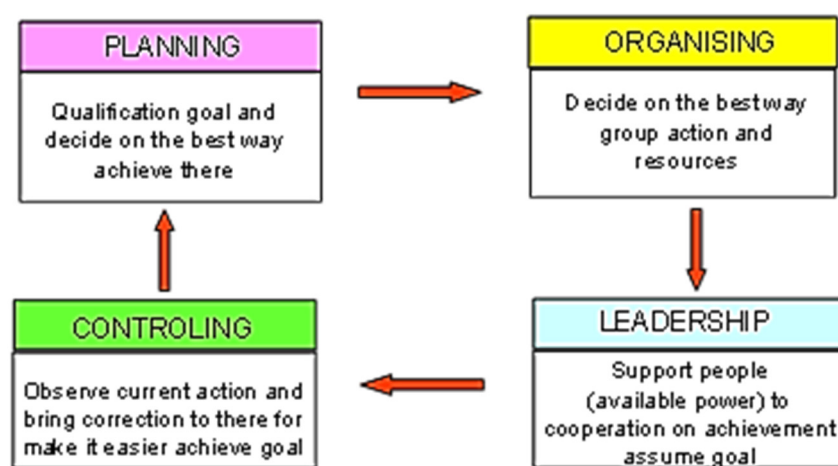 PLANNING
Qualification goal and
decide on the best way
achieve there
ORGANISING
Decide on the best way
group action and
resources
LEADERSHIP
Support people
(available power) to
cooperation on achievement
assume goal
CONTROLING
Observe current action and
bring correction to there for
make it easier achieve goal